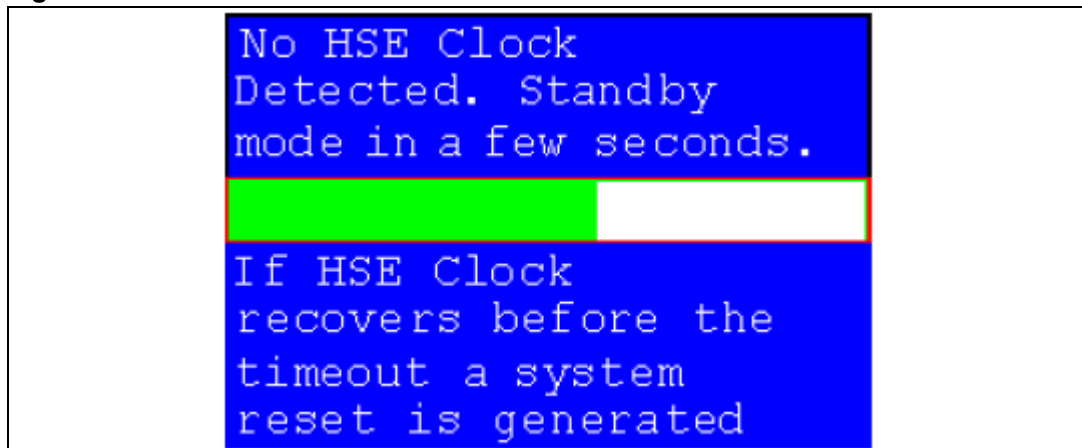 No HSE Clock
Detected. Standby
mode in a few seconds.
If HSE Clock
recovers before the
timeout a system
reset is generated